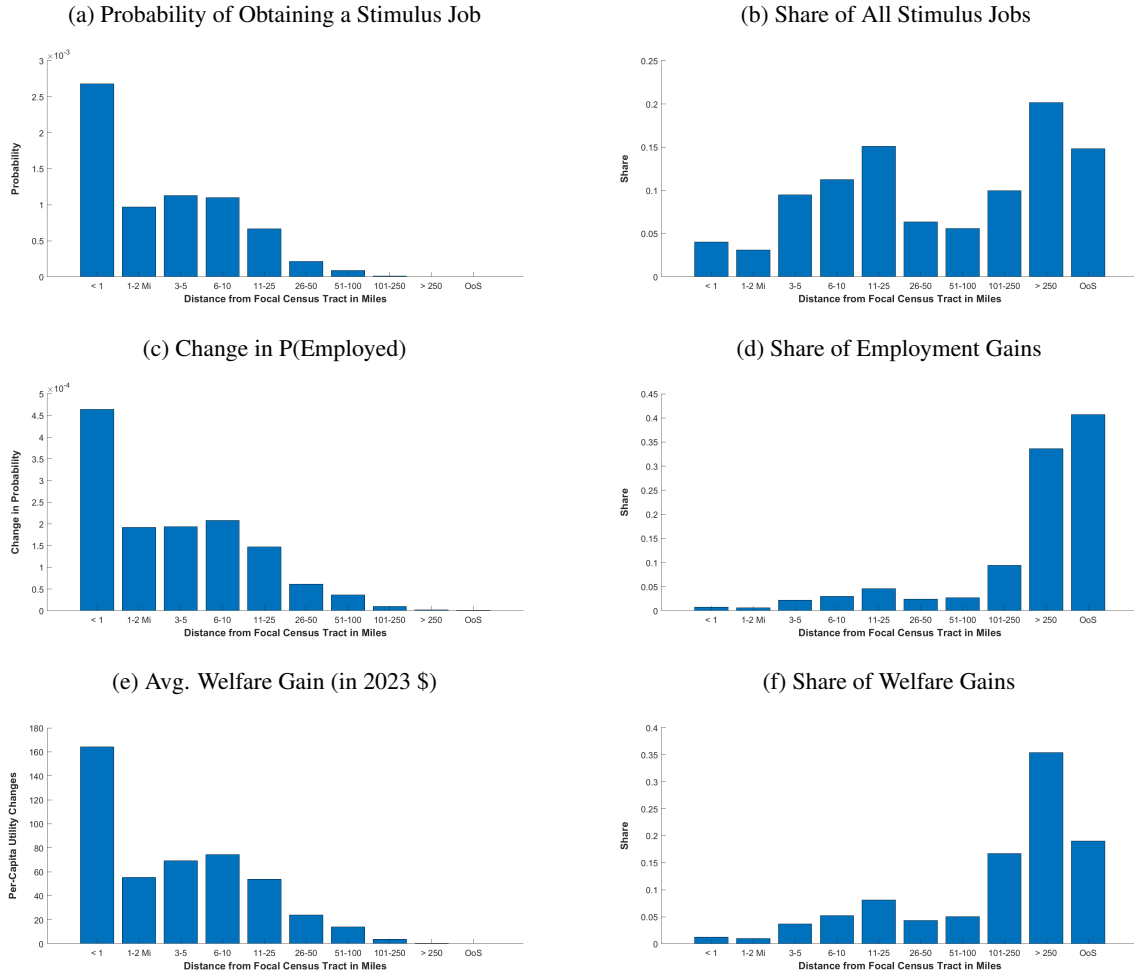 (a) Probability of Obtaining a Stimulus Job
×10⁻³
3
2.5
2
1.5
1
0.5
0
Probability
< 1 1-2 Mi 3-5 6-10 11-25 26-50 51-100 101-250 > 250 OoS
Distance from Focal Census Tract in Miles
(b) Share of All Stimulus Jobs
0.25
0.2
0.15
0.1
0.05
0
Share
< 1 1-2 Mi 3-5 6-10 11-25 26-50 51-100 101-250 > 250 OoS
Distance from Focal Census Tract in Miles
(c) Change in P(Employed)
×10⁻⁴
5
4.5
4
3.5
3
2.5
2
1.5
1
0.5
0
Change in Probability
< 1 1-2 Mi 3-5 6-10 11-25 26-50 51-100 101-250 > 250 OoS
Distance from Focal Census Tract in Miles
(d) Share of Employment Gains
0.45
0.4
0.35
0.3
0.25
0.2
0.15
0.1
0.05
0
Share
< 1 1-2 Mi 3-5 6-10 11-25 26-50 51-100 101-250 > 250 OoS
Distance from Focal Census Tract in Miles
(e) Avg. Welfare Gain (in 2023 $)
180
160
140
120
100
80
60
40
20
0
Per-Capita Utility Changes
< 1 1-2 Mi 3-5 6-10 11-25 26-50 51-100 101-250 > 250 OoS
Distance from Focal Census Tract in Miles
(f) Share of Welfare Gains
0.4
0.35
0.3
0.25
0.2
0.15
0.1
0.05
0
Share
< 1 1-2 Mi 3-5 6-10 11-25 26-50 51-100 101-250 > 250 OoS
Distance from Focal Census Tract in Miles